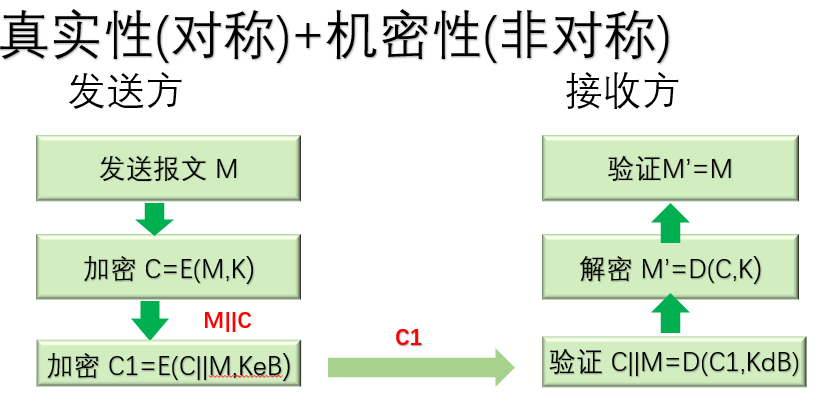 真实性(对称)+机密性(非对称)
发送方
接收方
发送报文 M
验证M’=M
加密 C=E(M,K)
解密 M’=D(C,K)
M||C
C1
加密 C1=E(C||M,KeB)
验证 C||M=D(C1,KdB)